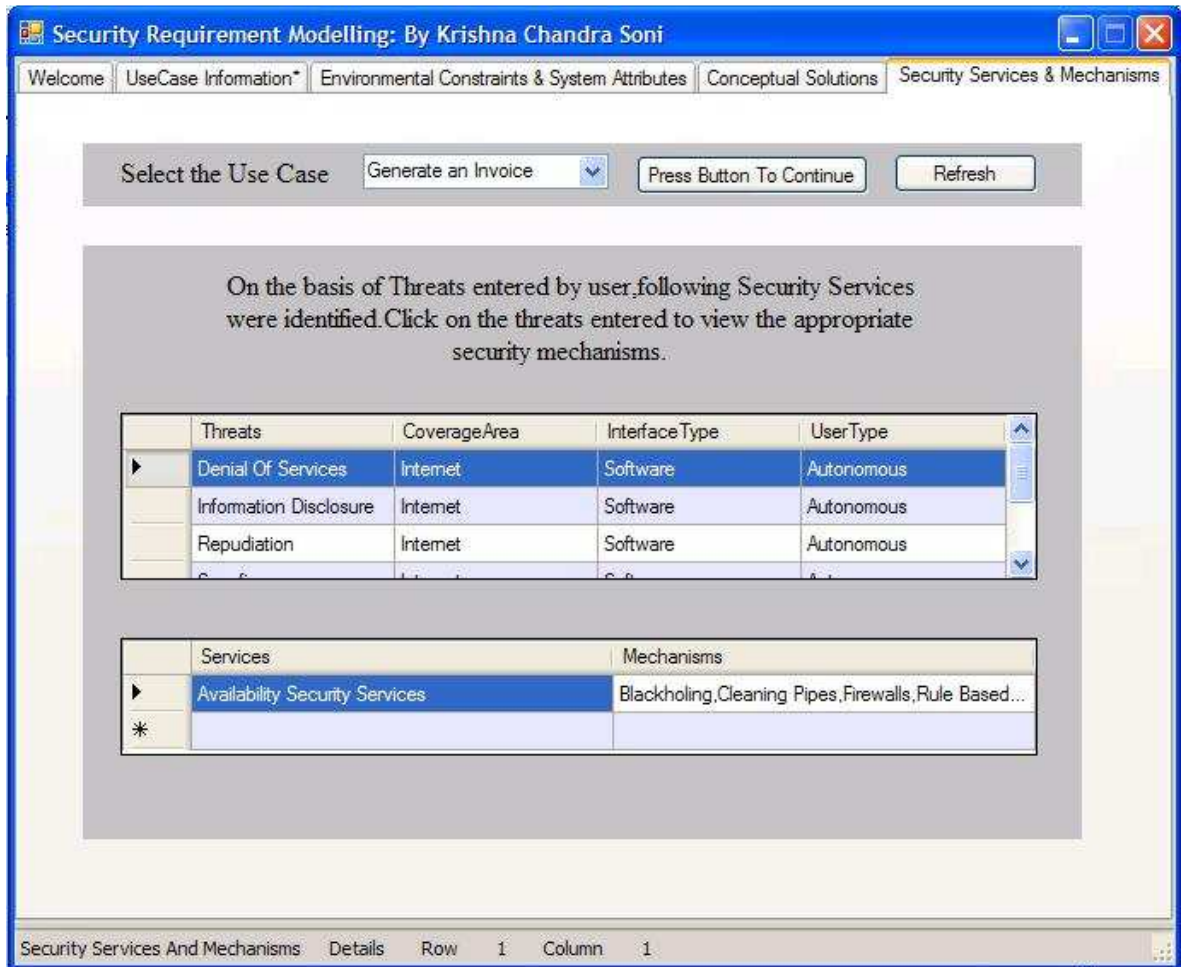 Security Requirement Modelling: By Krishna Chandra Soni
Welcome UseCase Information* Environmental Constraints & System Attributes Conceptual Solutions Security Services & Mechanisms
Select the Use Case Generate an Invoice Press Button To Continue Refresh
On the basis of Threats entered by user,following Security Services
were identified.Click on the threats entered to view the appropriate
security mechanisms.
Threats CoverageArea InterfaceType UserType
Denial Of Services Internet Software Autonomous
Information Disclosure Internet Software Autonomous
Repudiation Internet Software Autonomous
Services Mechanisms
Availability Security Services Blackholing,Cleaning Pipes,Firewalls,Rule Based...
Security Services And Mechanisms Details Row 1 Column 1